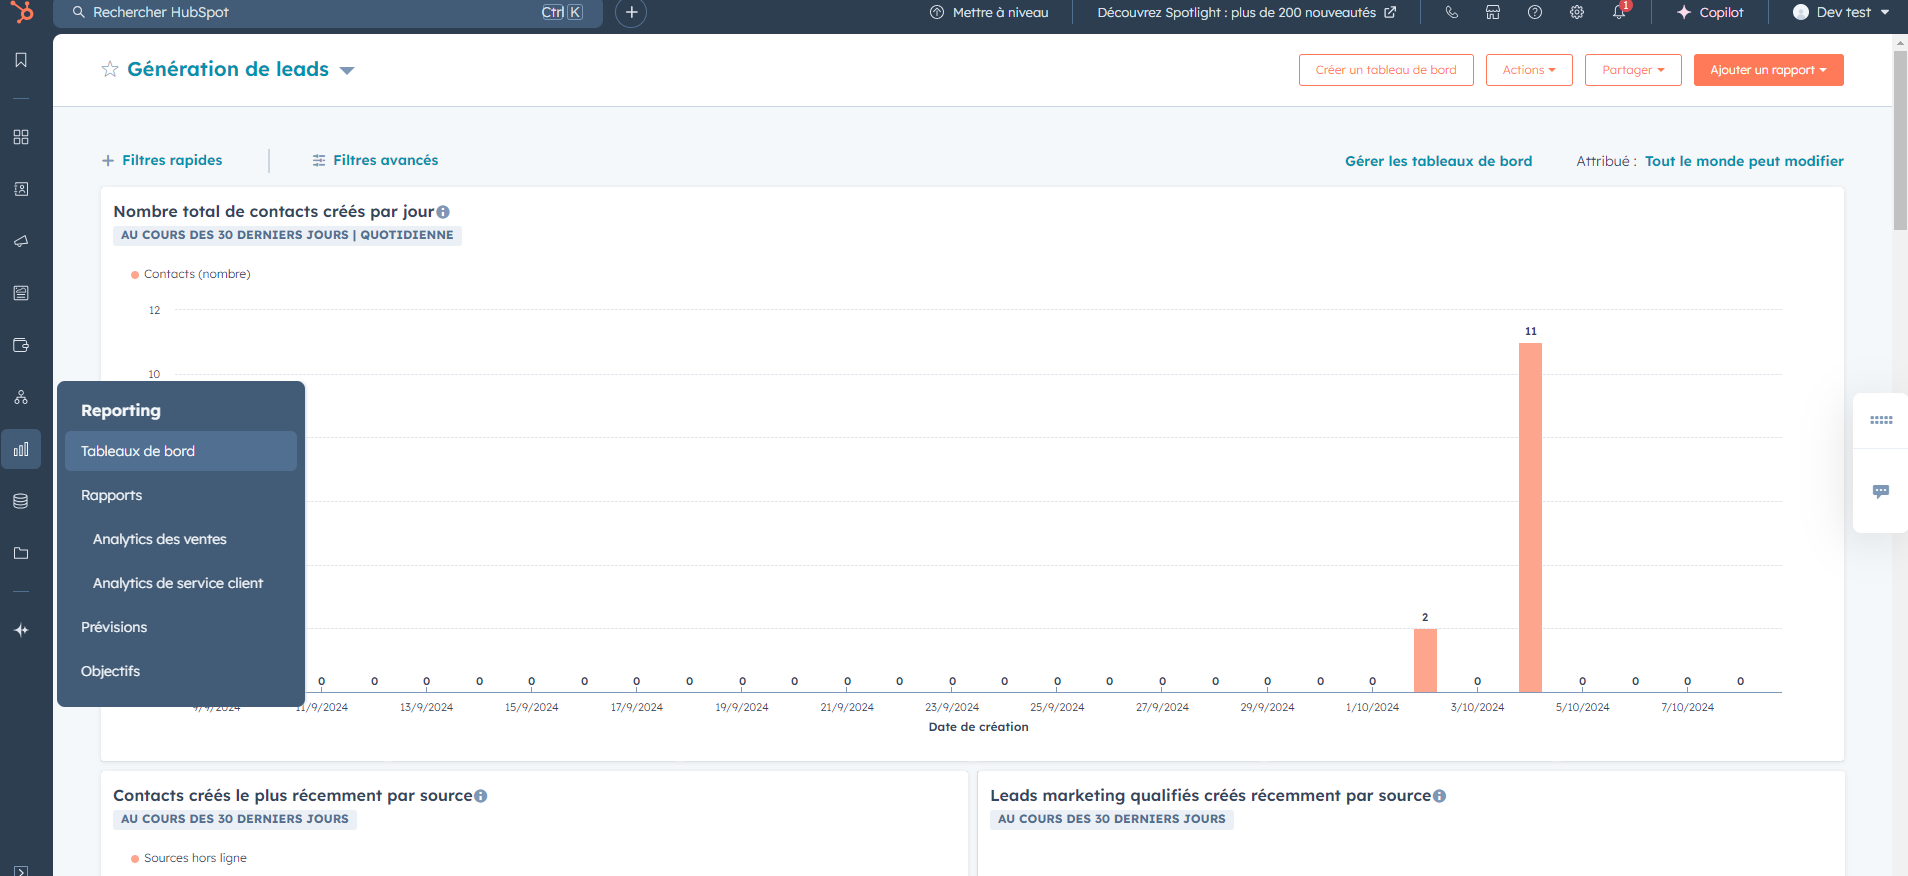 Rechercher HubSpot
Ctrl K
Mettre à niveau
Découvrez Spotlight : plus de 200 nouveautés
1
Copilot
Dev test
Génération de leads
Créer un tableau de bord
Actions
Partager
Ajouter un rapport
Filtres rapides
Filtres avancés
Gérer les tableaux de bord
Attribué : Tout le monde peut modifier
Nombre total de contacts créés par jour
AU COURS DES 30 DERNIERS JOURS | QUOTIDIENNE
Contacts (nombre)
12
11
10
Reporting
Tableaux de bord
Rapports
Analytics des ventes
Analytics de service client
Prévisions
Objectifs
2
0 0 0 0 0 0 0 0 0 0 0 0 0 0 0 0 0 0 0 0 0 0 0 0 0 0
9/9/2024 11/9/2024 13/9/2024 15/9/2024 17/9/2024 19/9/2024 21/9/2024 23/9/2024 25/9/2024 27/9/2024 29/9/2024 1/10/2024 3/10/2024 5/10/2024 7/10/2024
Date de création
Contacts créés le plus récemment par source
AU COURS DES 30 DERNIERS JOURS
Sources hors ligne
Leads marketing qualifiés créés récemment par source
AU COURS DES 30 DERNIERS JOURS